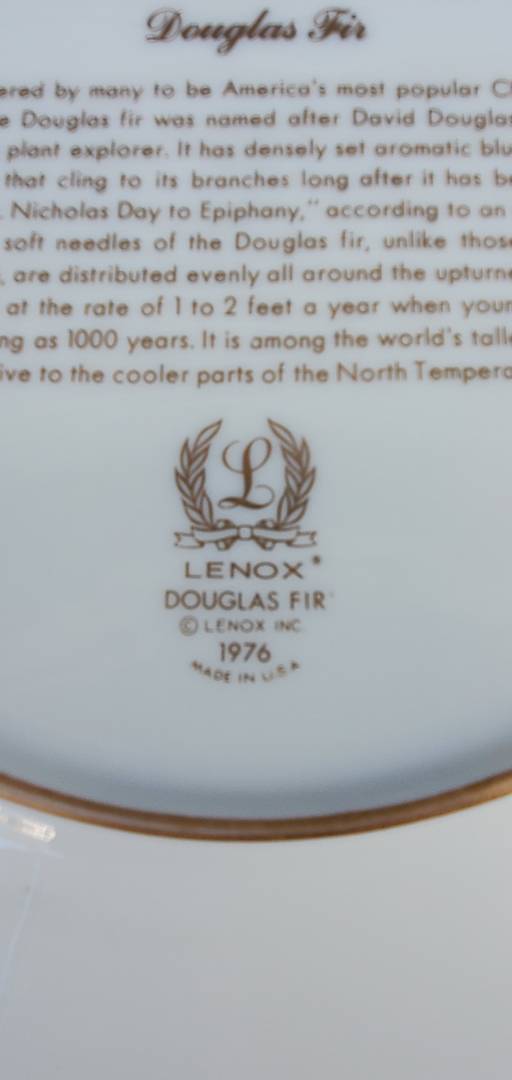 Douglas Fir
ered by many to be America's most popular C
e Douglas fir was named after David Douglas
plant explorer. It has densely set aromatic blu
that cling to its branches long after it has be
. Nicholas Day to Epiphany," according to an
soft needles of the Douglas fir, unlike those
, are distributed evenly all around the upturne
at the rate of 1 to 2 feet a year when youn
ng as 1000 years. It is among the world's talle
ive to the cooler parts of the North Tempera
L
LENOX®
DOUGLAS FIR
© LENOX INC.
1976
MADE IN U.S.A